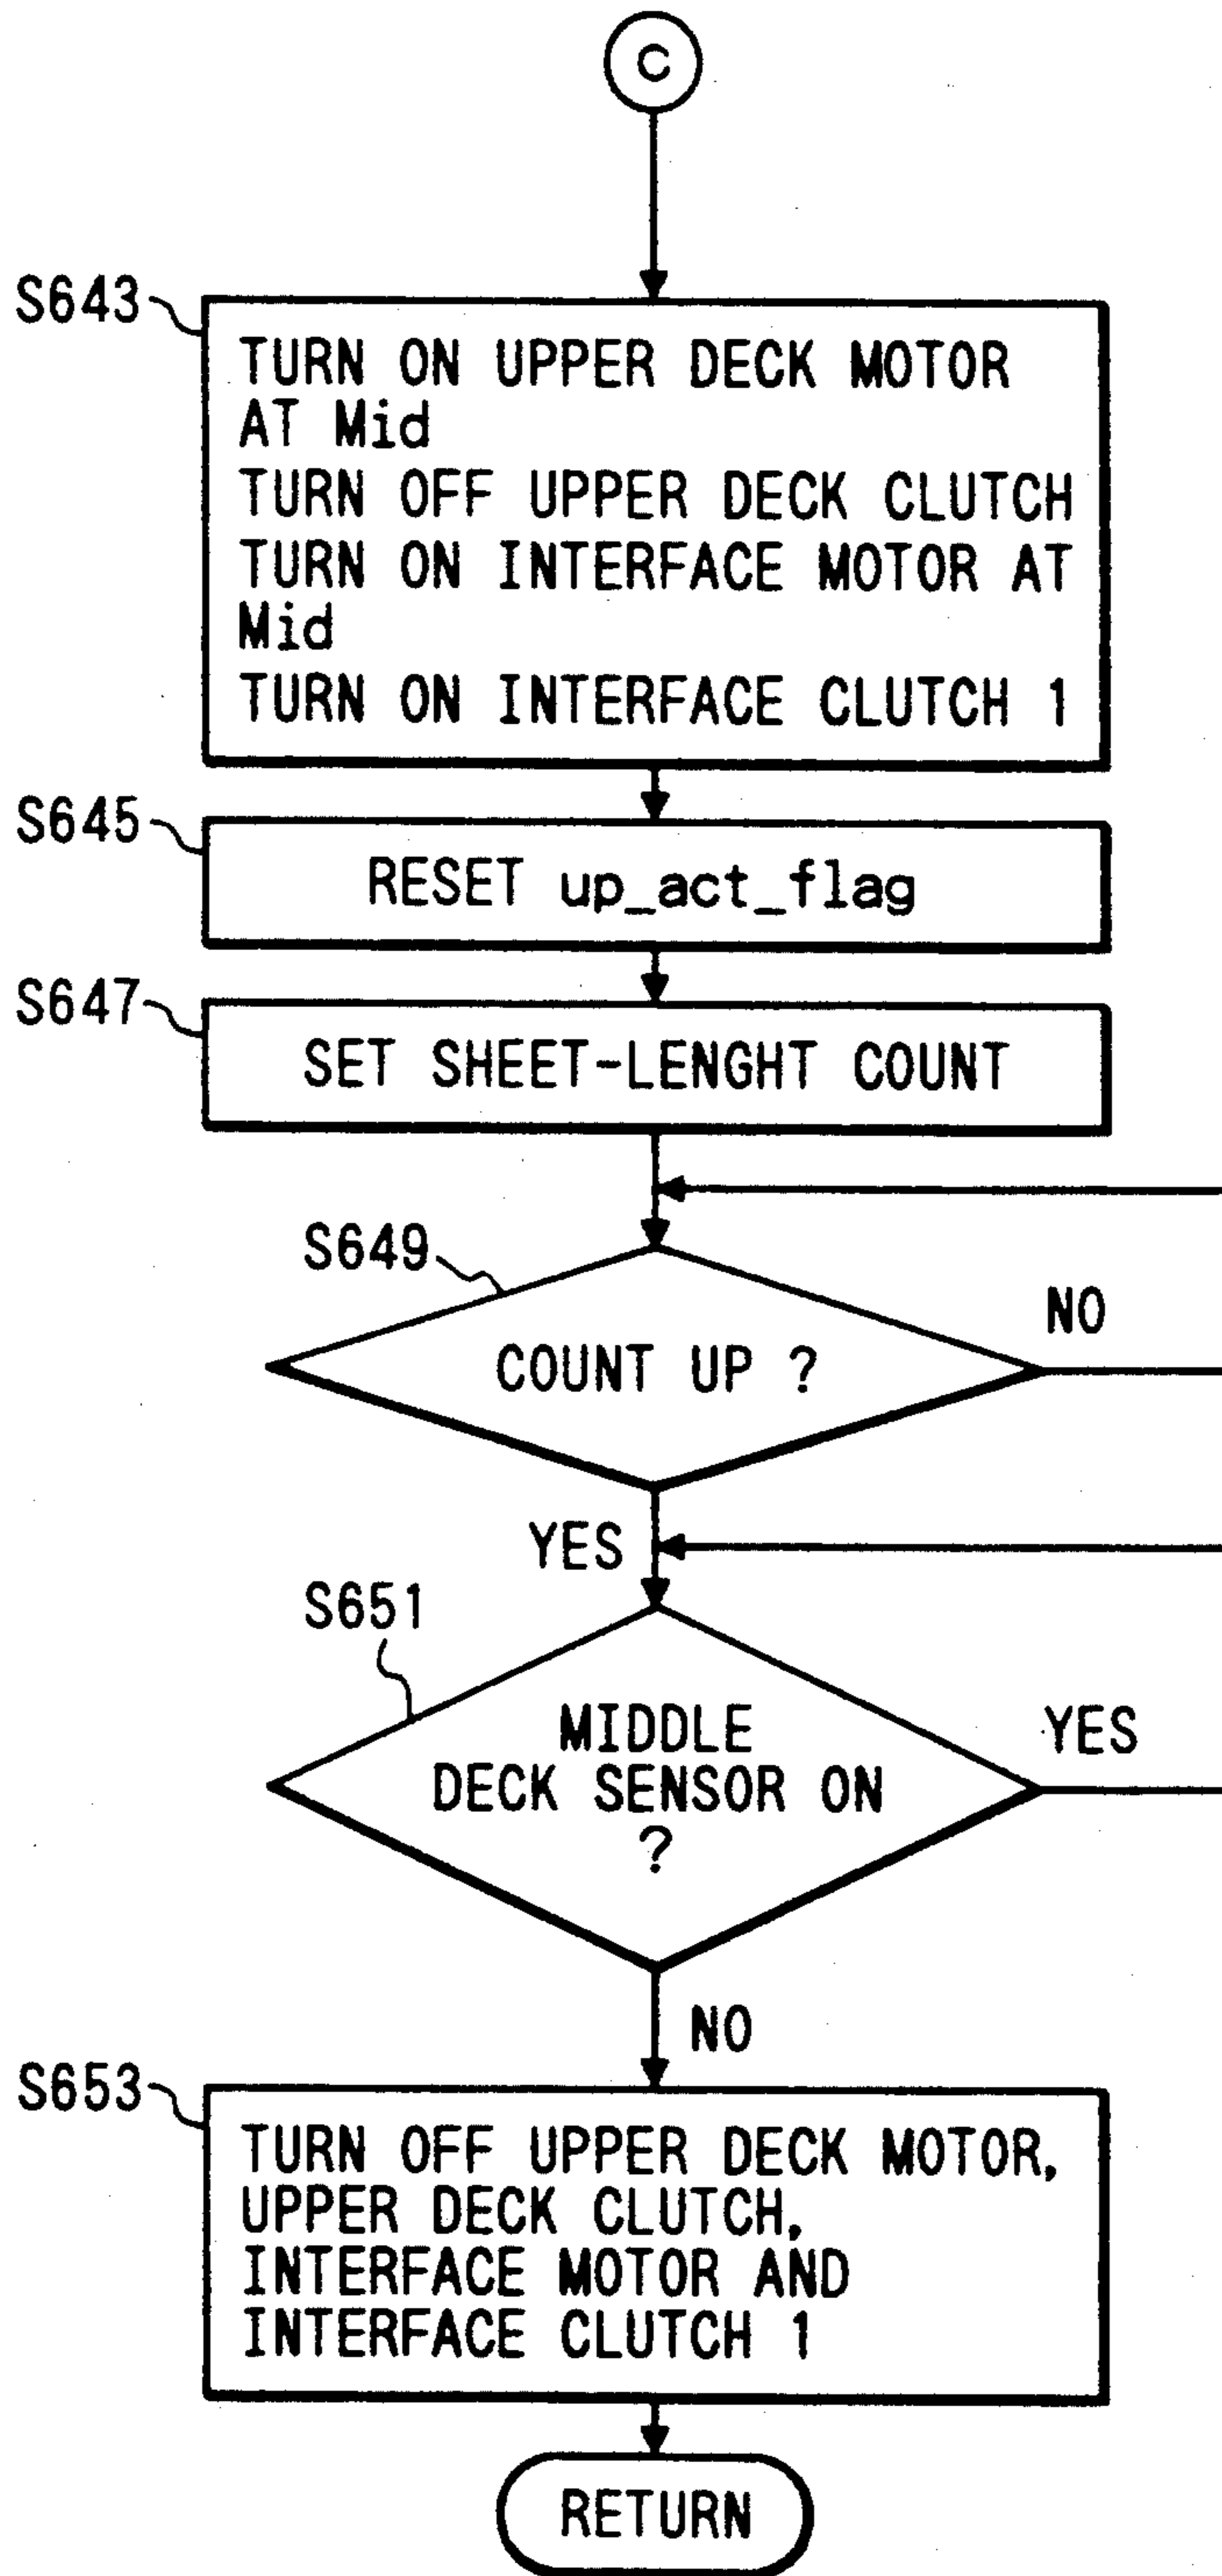 C
S643
TURN ON UPPER DECK MOTOR
AT Mid
TURN OFF UPPER DECK CLUTCH
TURN ON INTERFACE MOTOR AT
Mid
TURN ON INTERFACE CLUTCH 1
S645
RESET up_act_flag
S647
SET SHEET-LENGHT COUNT
S649
COUNT UP ?
NO
YES
S651
MIDDLE
DECK SENSOR ON
?
YES
NO
S653
TURN OFF UPPER DECK MOTOR,
UPPER DECK CLUTCH,
INTERFACE MOTOR AND
INTERFACE CLUTCH 1
RETURN